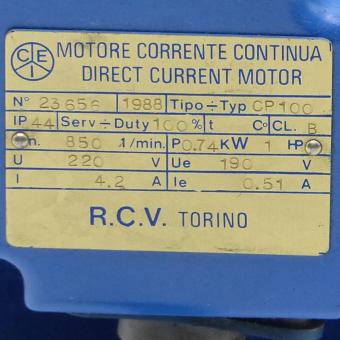 CEI
MOTORE CORRENTE CONTINUA
DIRECT CURRENT MOTOR
N° 23656 1988 Tipo÷Typ CP100
IP 44 Serv÷Duty 100% t C° CL. B
n. 850 1/min. P 0.74 KW 1 HP
U 220 V Ue 190 V
I 4.2 A Ie 0.51 A
R.C.V. TORINO